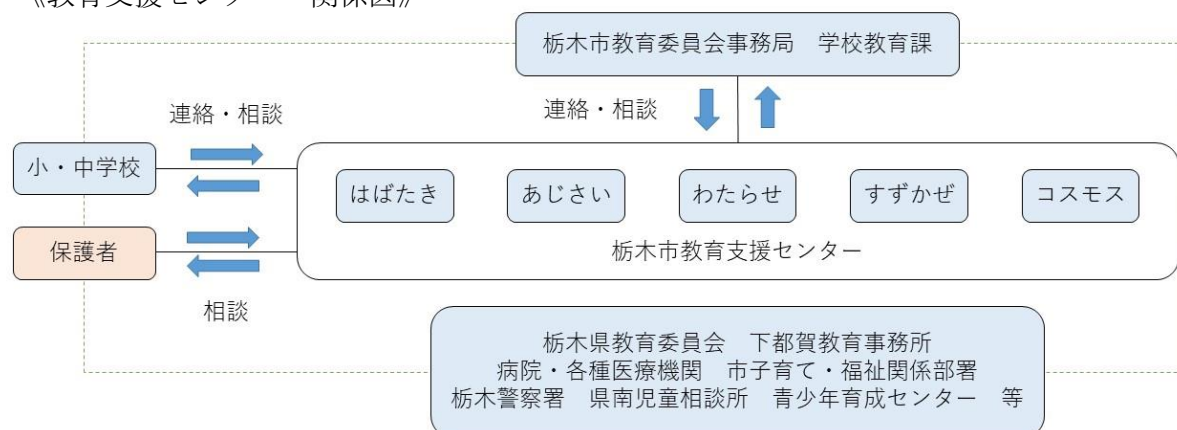 《教育支援センター　関係図》
栃木市教育委員会事務局　学校教育課
連絡・相談
連絡・相談
小・中学校
はばたき
あじさい
わたらせ
すずかぜ
コスモス
保護者
栃木市教育支援センター
相談
栃木県教育委員会　下都賀教育事務所
病院・各種医療機関　市子育て・福祉関係部署
栃木警察署　県南児童相談所　青少年育成センター　等